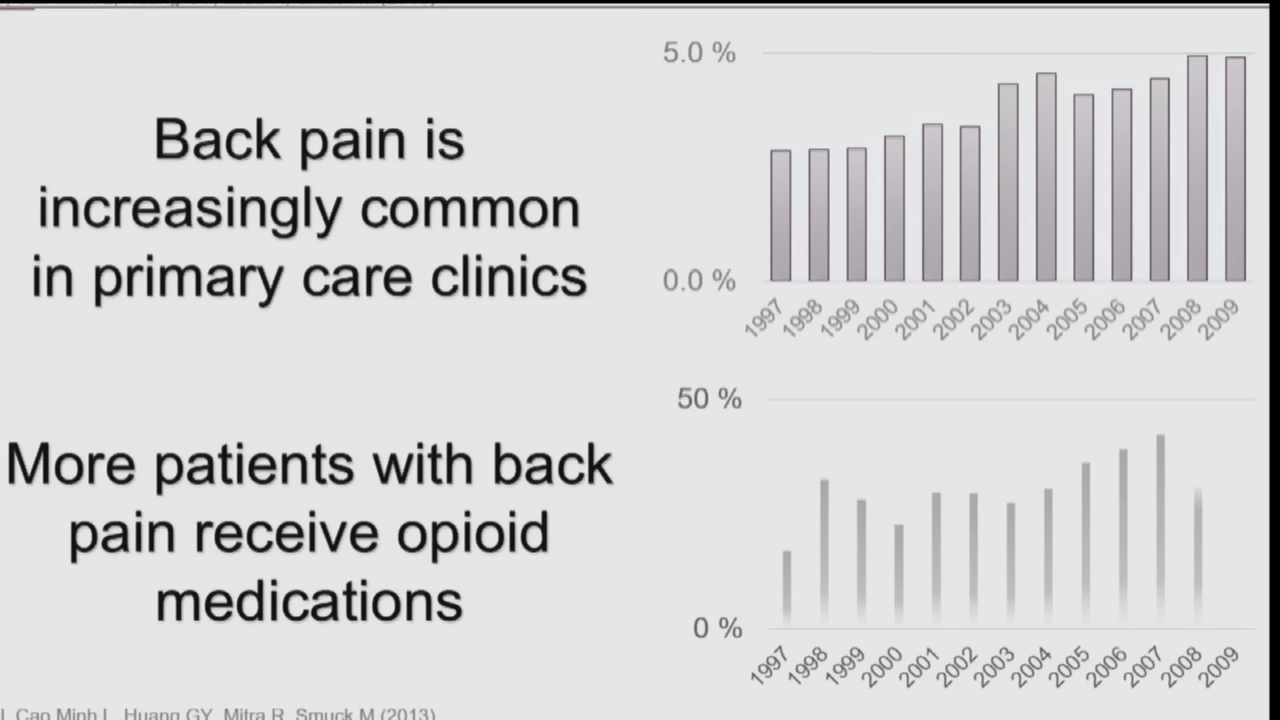 Back pain is
increasingly common
in primary care clinics
5.0 %
0.0 %
1997 1998 1999 2000 2001 2002 2003 2004 2005 2006 2007 2008 2009
More patients with back
pain receive opioid
medications
50 %
0 %
1997 1998 1999 2000 2001 2002 2003 2004 2005 2006 2007 2008 2009
Cao Minh L, Huang GY, Mitra R, Smuck M (2013)